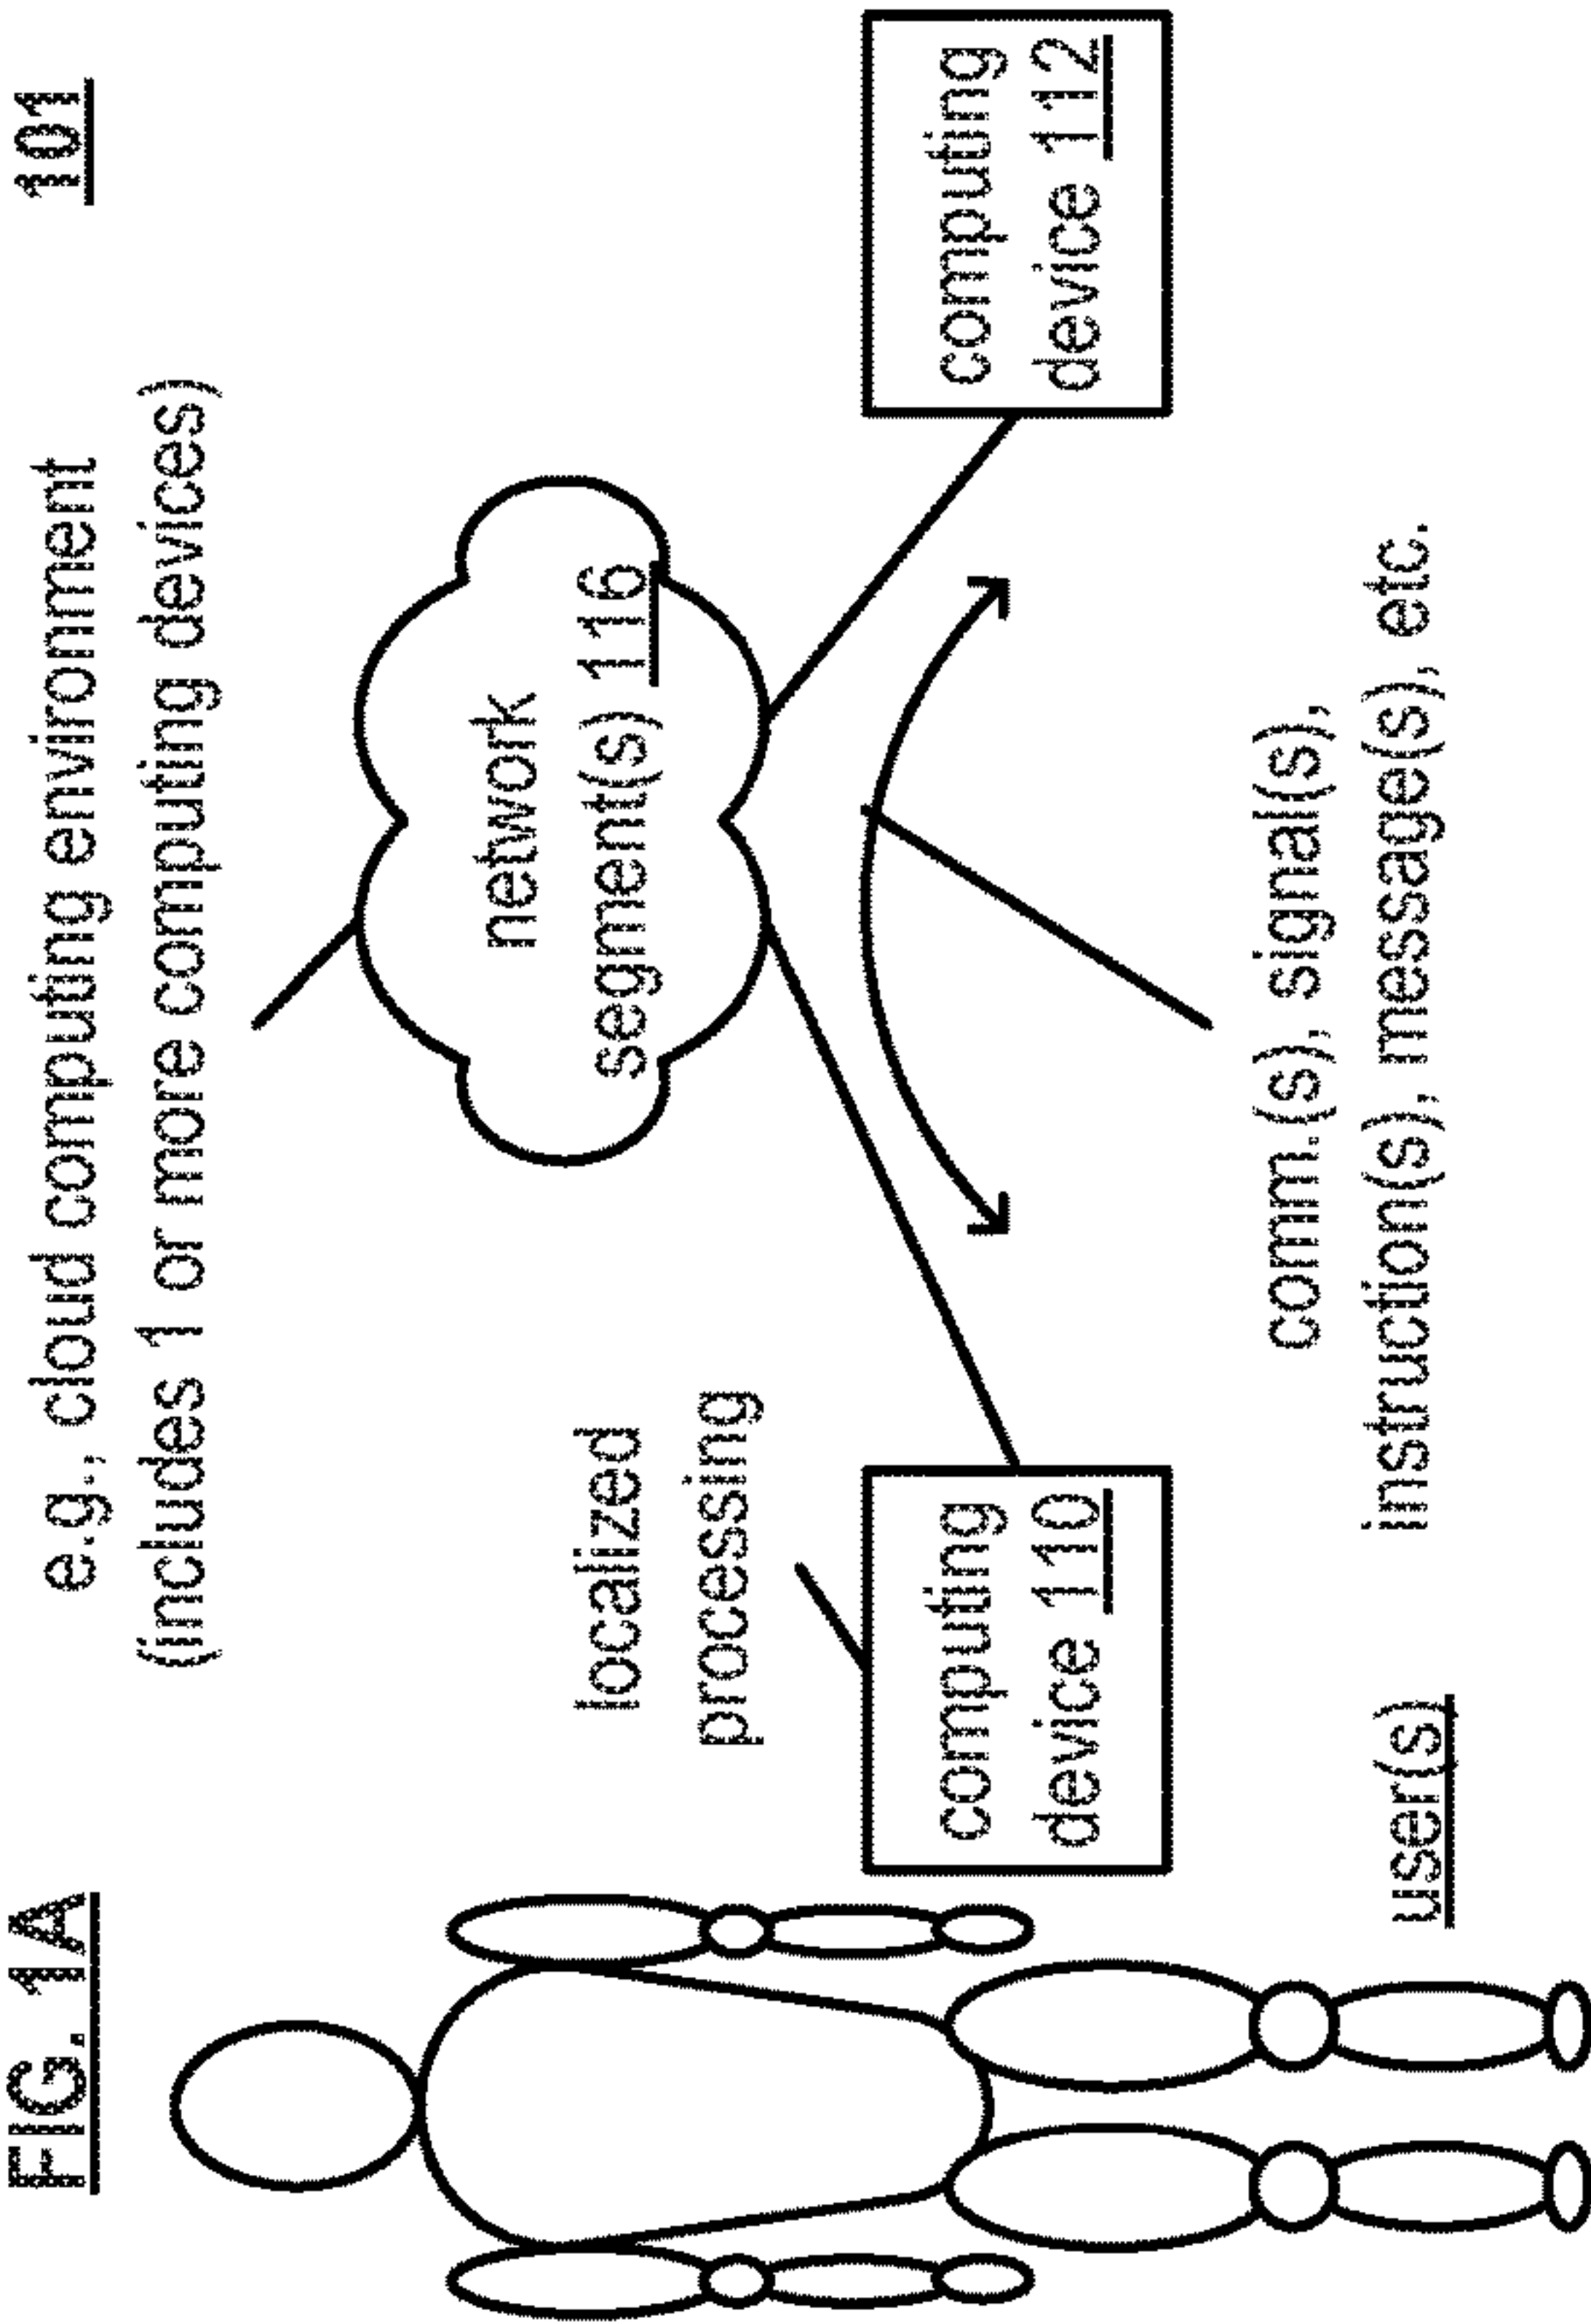 FIG. 1A
101
e.g., cloud computing environment
(includes 1 or more computing devices)
network
segment(s) 116
localized
processing
computing
device 110
computing
device 112
comm.(s), signal(s),
instruction(s), message(s), etc.
user(s)